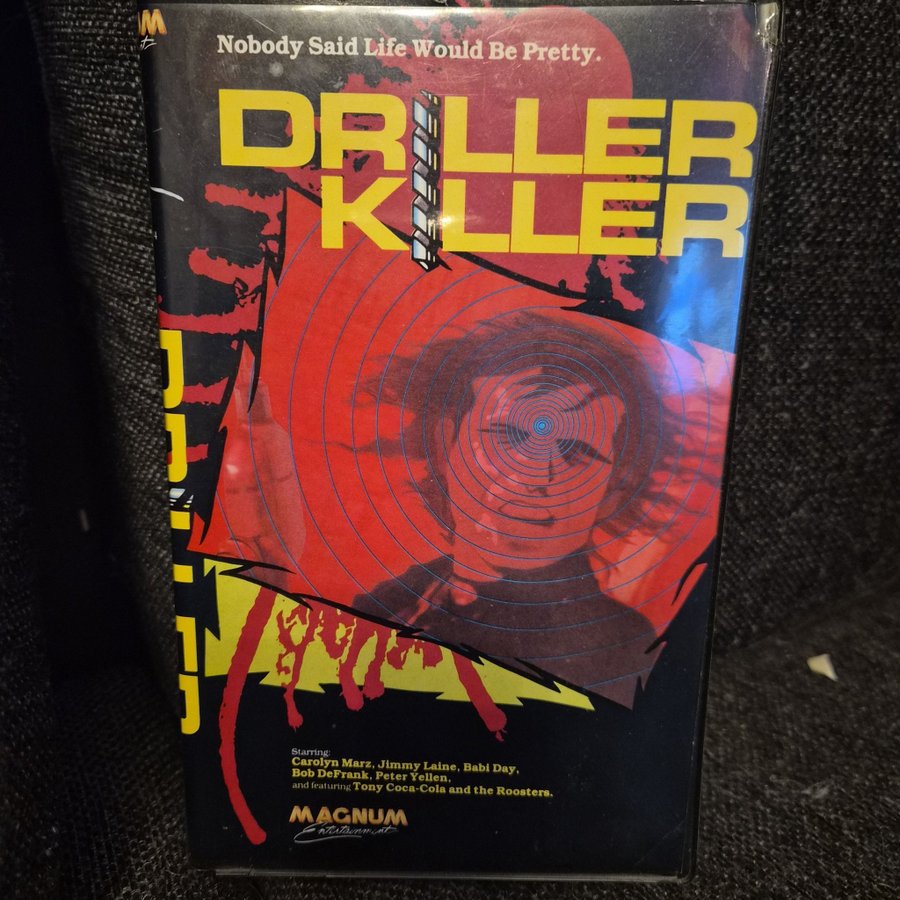 Nobody Said Life Would Be Pretty.
DRILLER
KILLER
Starring:
Carolyn Marz, Jimmy Laine, Babi Day,
Bob DeFrank, Peter Yellen,
and featuring Tony Coca-Cola and the Roosters.
MAGNUM
Entertainment